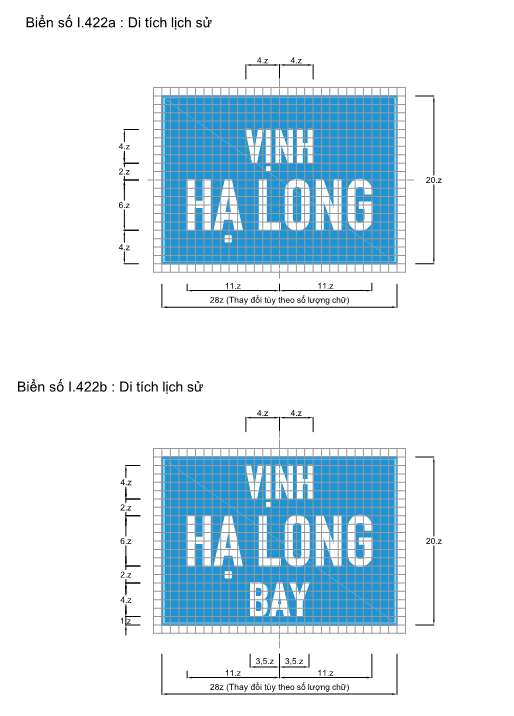 Biển số I.422a : Di tích lịch sử
4.z 4.z
VỊNH
4.z
2.z
HẠ LONG
20.z
6.z
4.z
11.z 11.z
28z (Thay đổi tùy theo số lượng chữ)
Biển số I.422b : Di tích lịch sử
4.z 4.z
VỊNH
4.z
2.z
HẠ LONG
6.z
20.z
2.z
BAY
4.z
1.z
3,5.z 3,5.z
11.z 11.z
28z (Thay đổi tùy theo số lượng chữ)